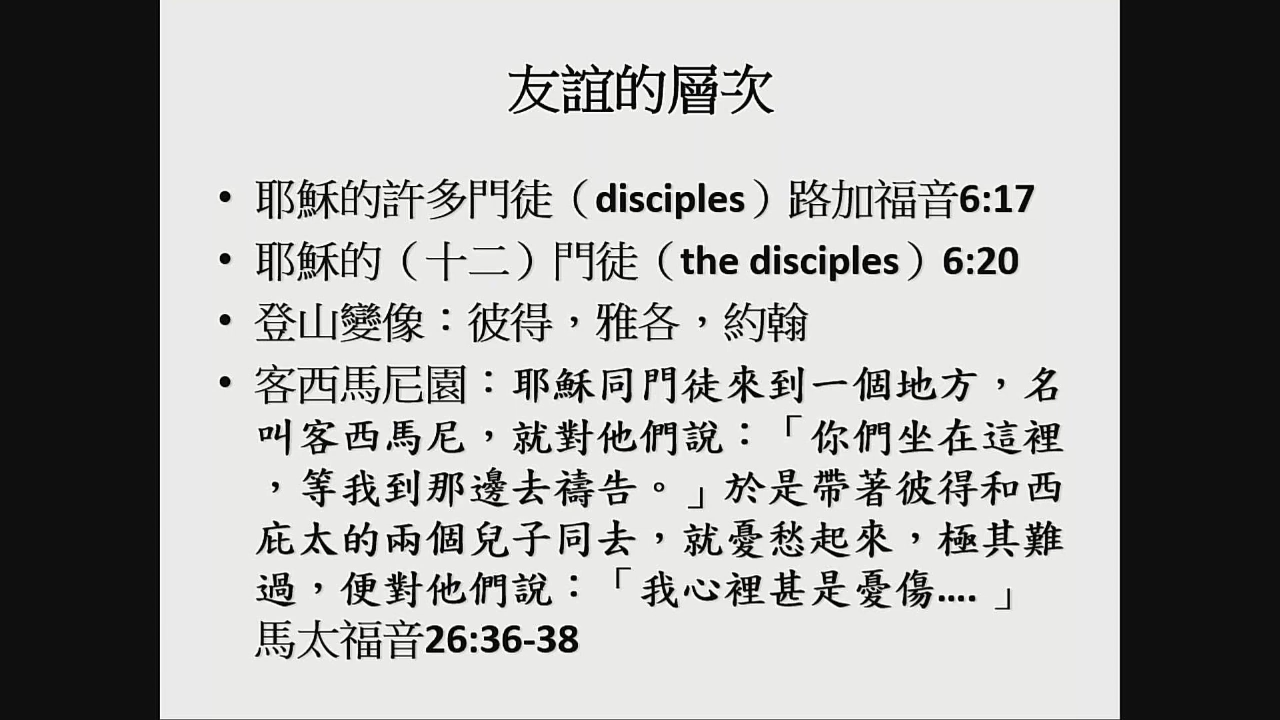 友誼的層次
• 耶穌的許多門徒（disciples）路加福音6:17
• 耶穌的（十二）門徒（the disciples）6:20
• 登山變像：彼得，雅各，約翰
• 客西馬尼園：耶穌同門徒來到一個地方，名
叫客西馬尼，就對他們說：「你們坐在這裡
，等我到那邊去禱告。」於是帶著彼得和西
庇太的兩個兒子同去，就憂愁起來，極其難
過，便對他們說：「我心裡甚是憂傷…. 」
馬太福音26:36-38